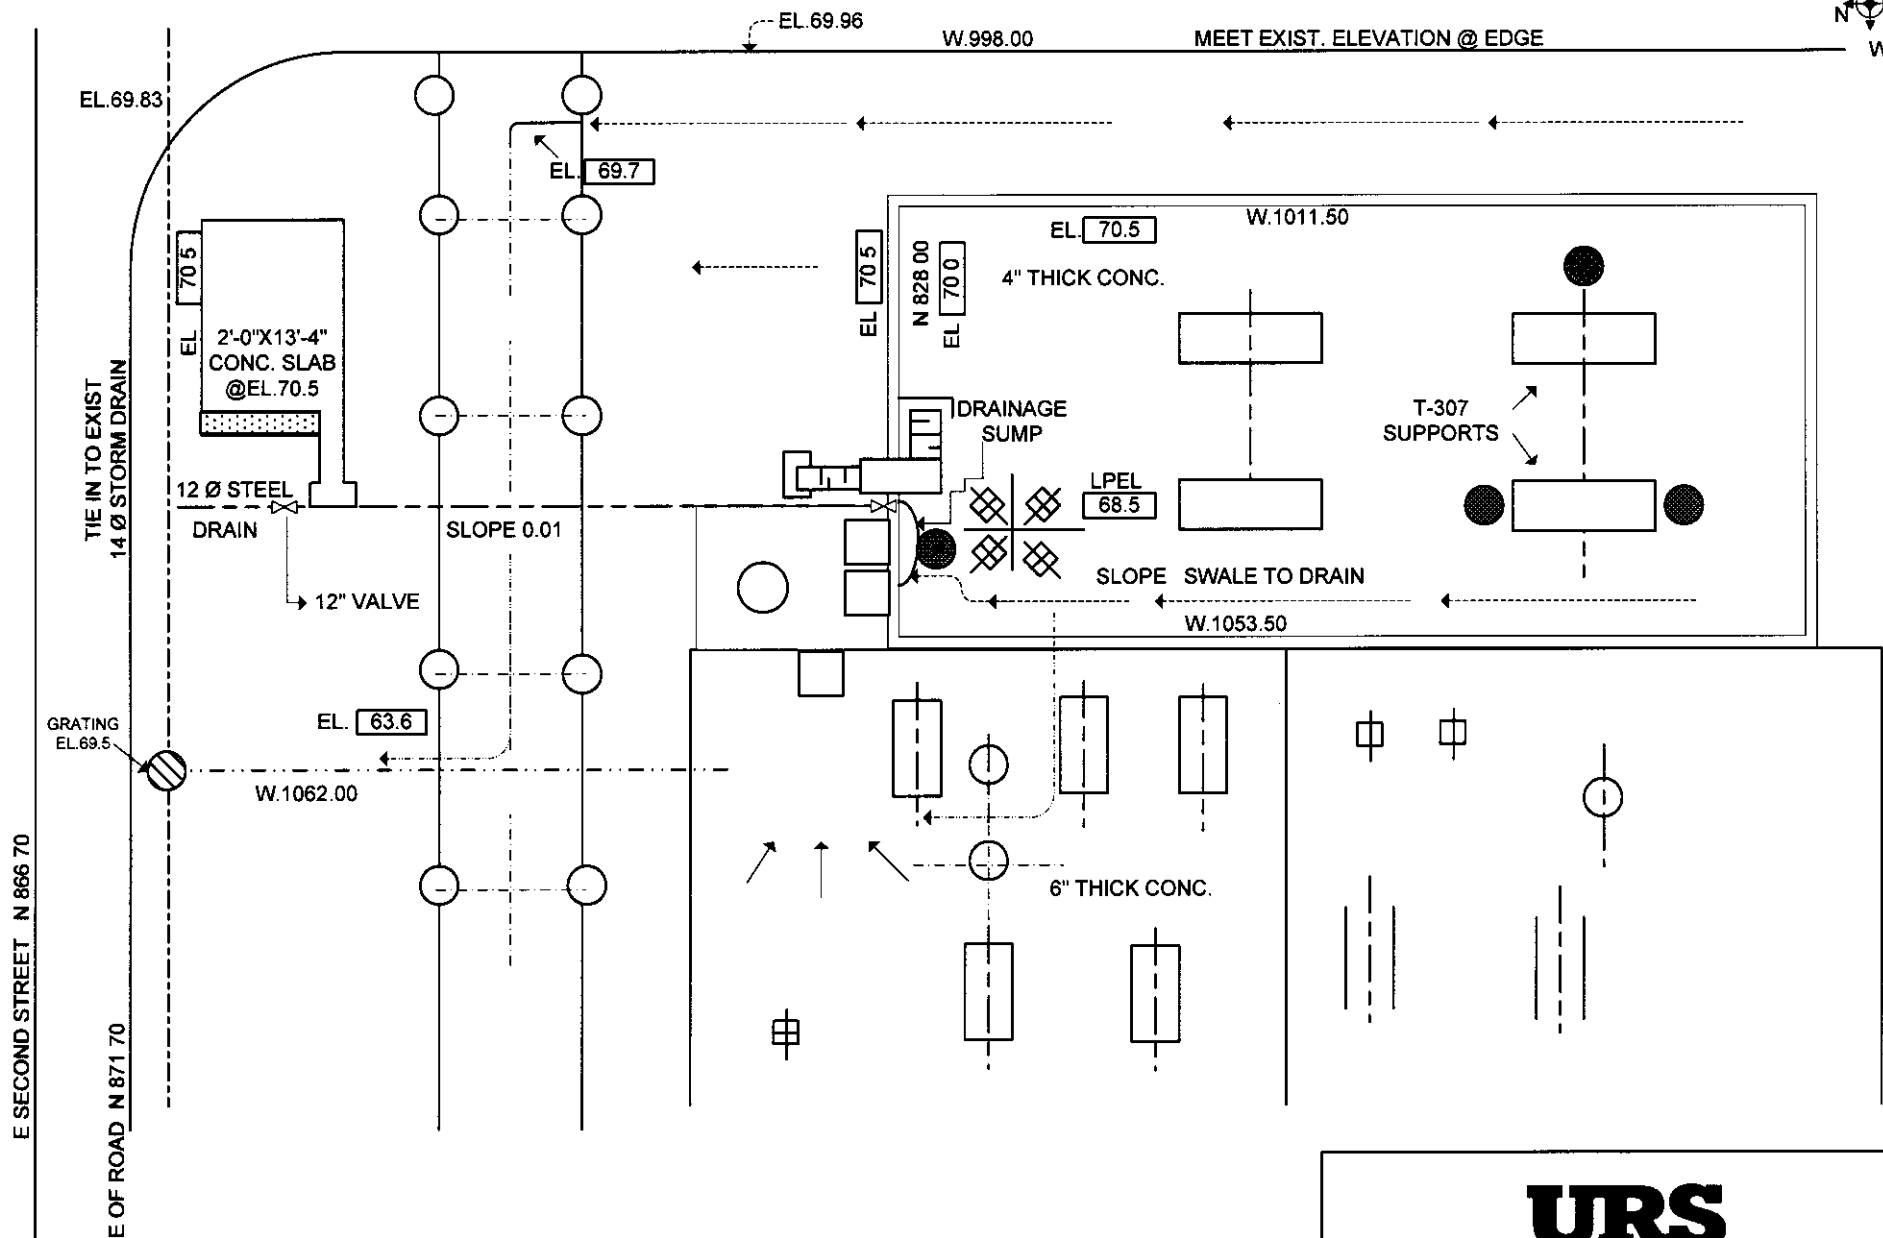 EL.69.96
W.998.00
MEET EXIST. ELEVATION @ EDGE
N
W
EL.69.83
EL. 69.7
W.1011.50
EL. 70.5
4" THICK CONC.
EL 70 5
EL 70 5
N 828 00
EL 70 0
2'-0"X13'-4"
CONC. SLAB
@EL.70.5
TIE IN TO EXIST
14 Ø STORM DRAIN
DRAINAGE
SUMP
T-307
SUPPORTS
LPEL
68.5
12 Ø STEEL
DRAIN
SLOPE 0.01
12" VALVE
SLOPE SWALE TO DRAIN
W.1053.50
EL. 63.6
GRATING
EL.69.5
W.1062.00
6" THICK CONC.
E SECOND STREET N 866 70
E OF ROAD N 871 70
URS